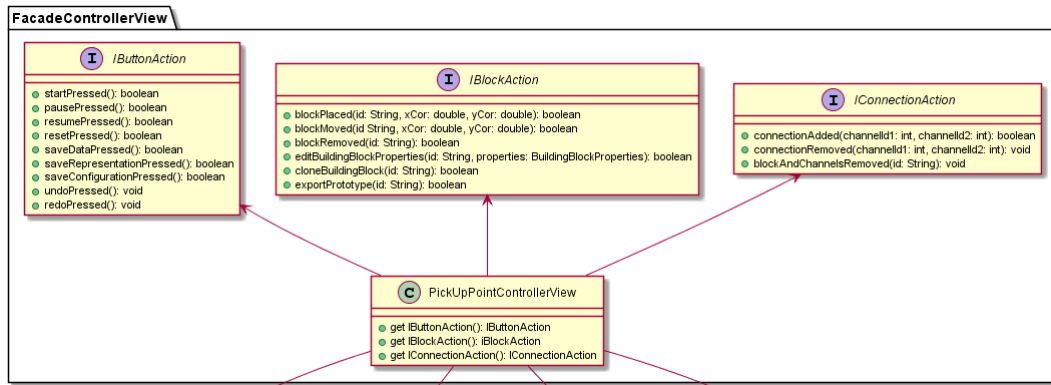 FacadeControllerView
I IButtonAction
startPressed(): boolean
pausePressed(): boolean
resumePressed(): boolean
resetPressed(): boolean
saveDataPressed(): boolean
saveRepresentationPressed(): boolean
saveConfigurationPressed(): boolean
undoPressed(): void
redoPressed(): void
I IBlockAction
blockPlaced(id: String, xCor: double, yCor: double): boolean
blockMoved(id String, xCor: double, yCor: double): boolean
blockRemoved(id: String): boolean
editBuildingBlockProperties(id: String, properties: BuildingBlockProperties): boolean
cloneBuildingBlock(id: String): boolean
exportPrototype(id: String): boolean
I IConnectionAction
connectionAdded(channelId1: int, channelId2: int): boolean
connectionRemoved(channelId1: int, channelId2: int): void
blockAndChannelsRemoved(id: String): void
C PickUpPointControllerView
get IButtonAction(): IButtonAction
get IBlockAction(): iBlockAction
get IConnectionAction(): IConnectionAction